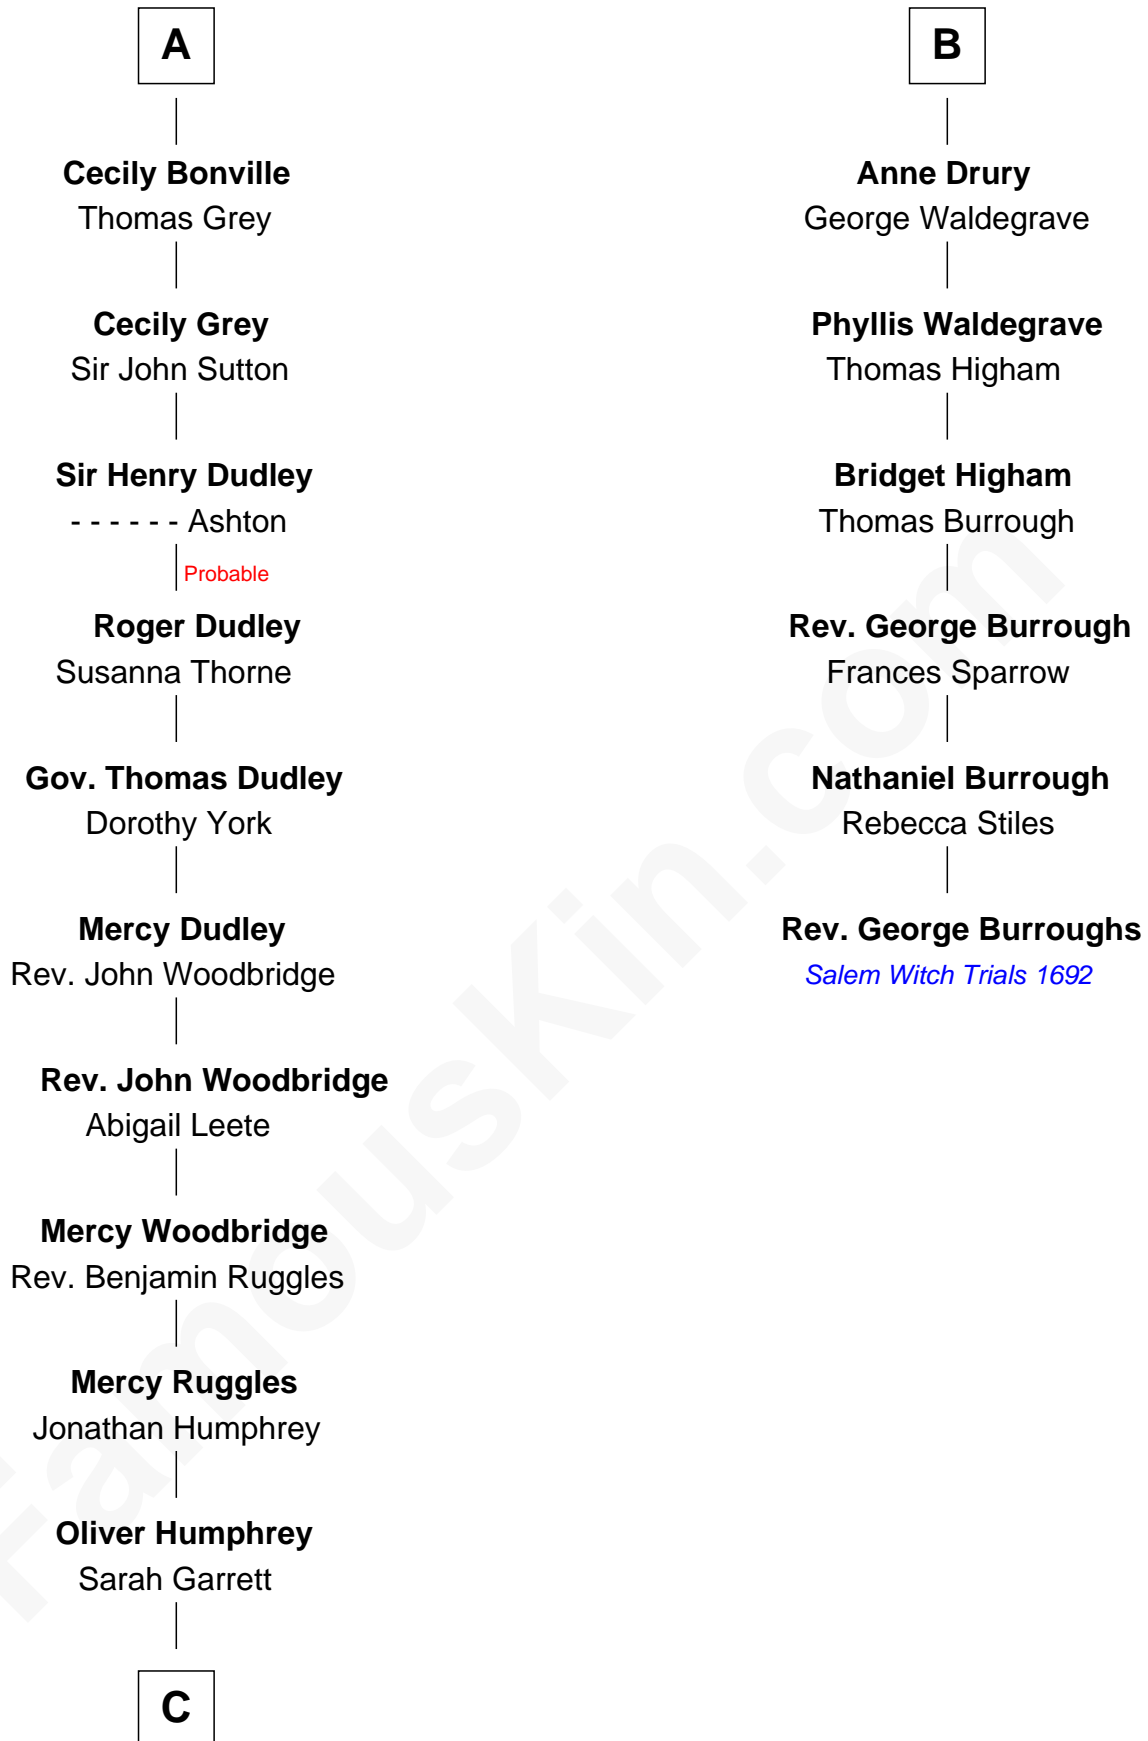 A
Cecily Bonville
Thomas Grey
Cecily Grey
Sir John Sutton
Sir Henry Dudley
- - - - - - Ashton
Probable
Roger Dudley
Susanna Thorne
Gov. Thomas Dudley
Dorothy York
Mercy Dudley
Rev. John Woodbridge
Rev. John Woodbridge
Abigail Leete
Mercy Woodbridge
Rev. Benjamin Ruggles
Mercy Ruggles
Jonathan Humphrey
Oliver Humphrey
Sarah Garrett
C
B
Anne Drury
George Waldegrave
Phyllis Waldegrave
Thomas Higham
Bridget Higham
Thomas Burrough
Rev. George Burrough
Frances Sparrow
Nathaniel Burrough
Rebecca Stiles
Rev. George Burroughs
Salem Witch Trials 1692
FamousKin.com